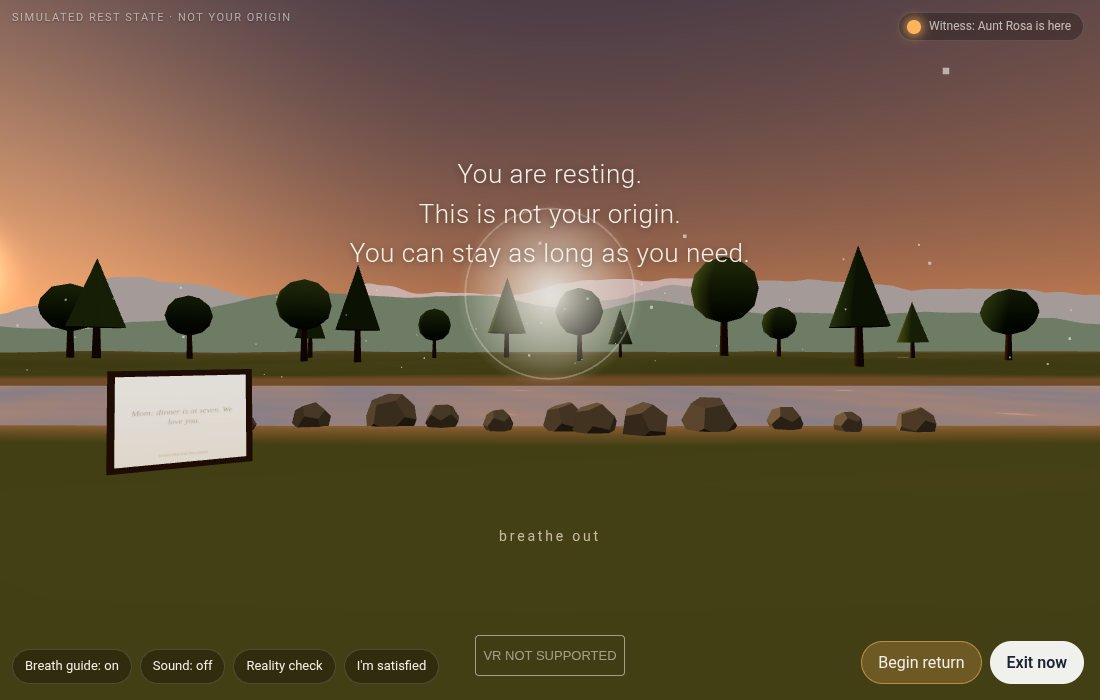 SIMULATED REST STATE · NOT YOUR ORIGIN
Witness: Aunt Rosa is here
You are resting.
This is not your origin.
You can stay as long as you need.
Mom: dinner is at seven. We
love you.
breathe out
Breath guide: on
Sound: off
Reality check
I'm satisfied
VR NOT SUPPORTED
Begin return
Exit now